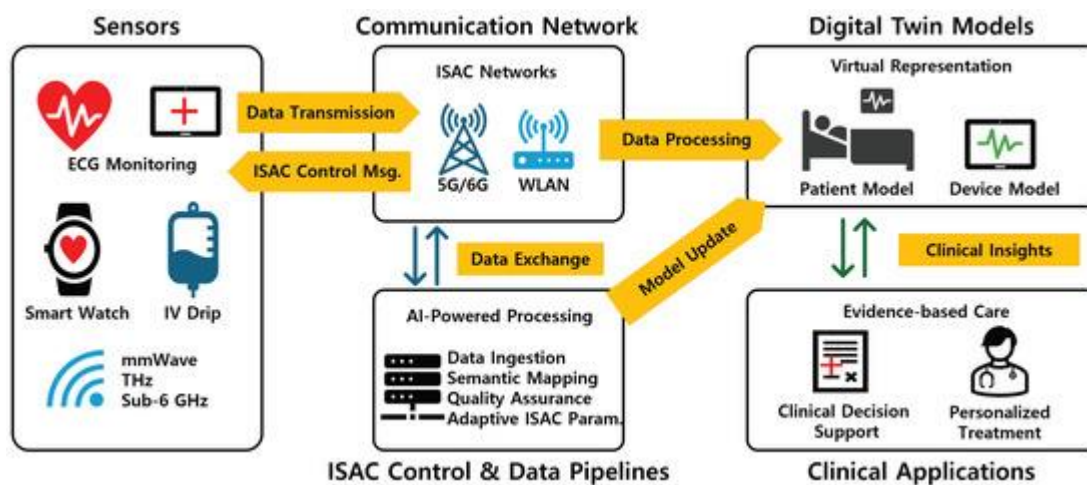 Sensors
Communication Network
Digital Twin Models
ECG Monitoring
Smart Watch
IV Drip
mmWave
THz
Sub-6 GHz
Data Transmission
ISAC Control Msg.
ISAC Networks
5G/6G
WLAN
Data Processing
Virtual Representation
Patient Model
Device Model
Data Exchange
Model Update
Clinical Insights
AI-Powered Processing
Data Ingestion
Semantic Mapping
Quality Assurance
Adaptive ISAC Param.
Evidence-based Care
Clinical Decision
Support
Personalized
Treatment
ISAC Control & Data Pipelines
Clinical Applications